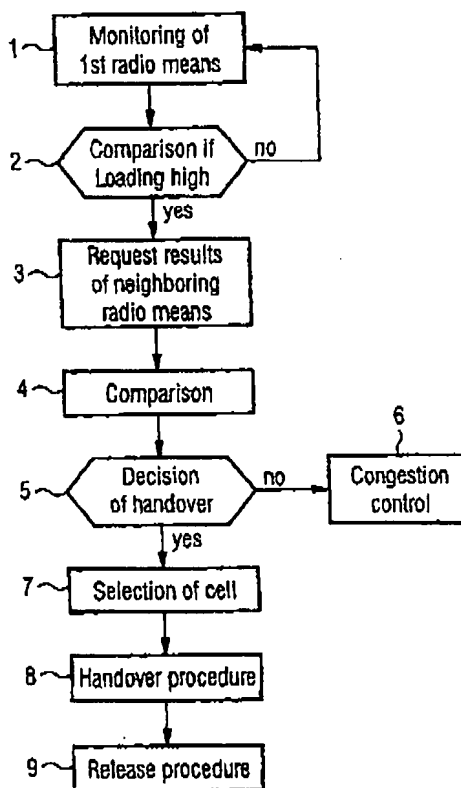 1
Monitoring of
1st radio means
2
Comparison if
Loading high
no
yes
3
Request results
of neighboring
radio means
4
Comparison
5
Decision
of handover
no
6
Congestion
control
yes
7
Selection of cell
8
Handover procedure
9
Release procedure